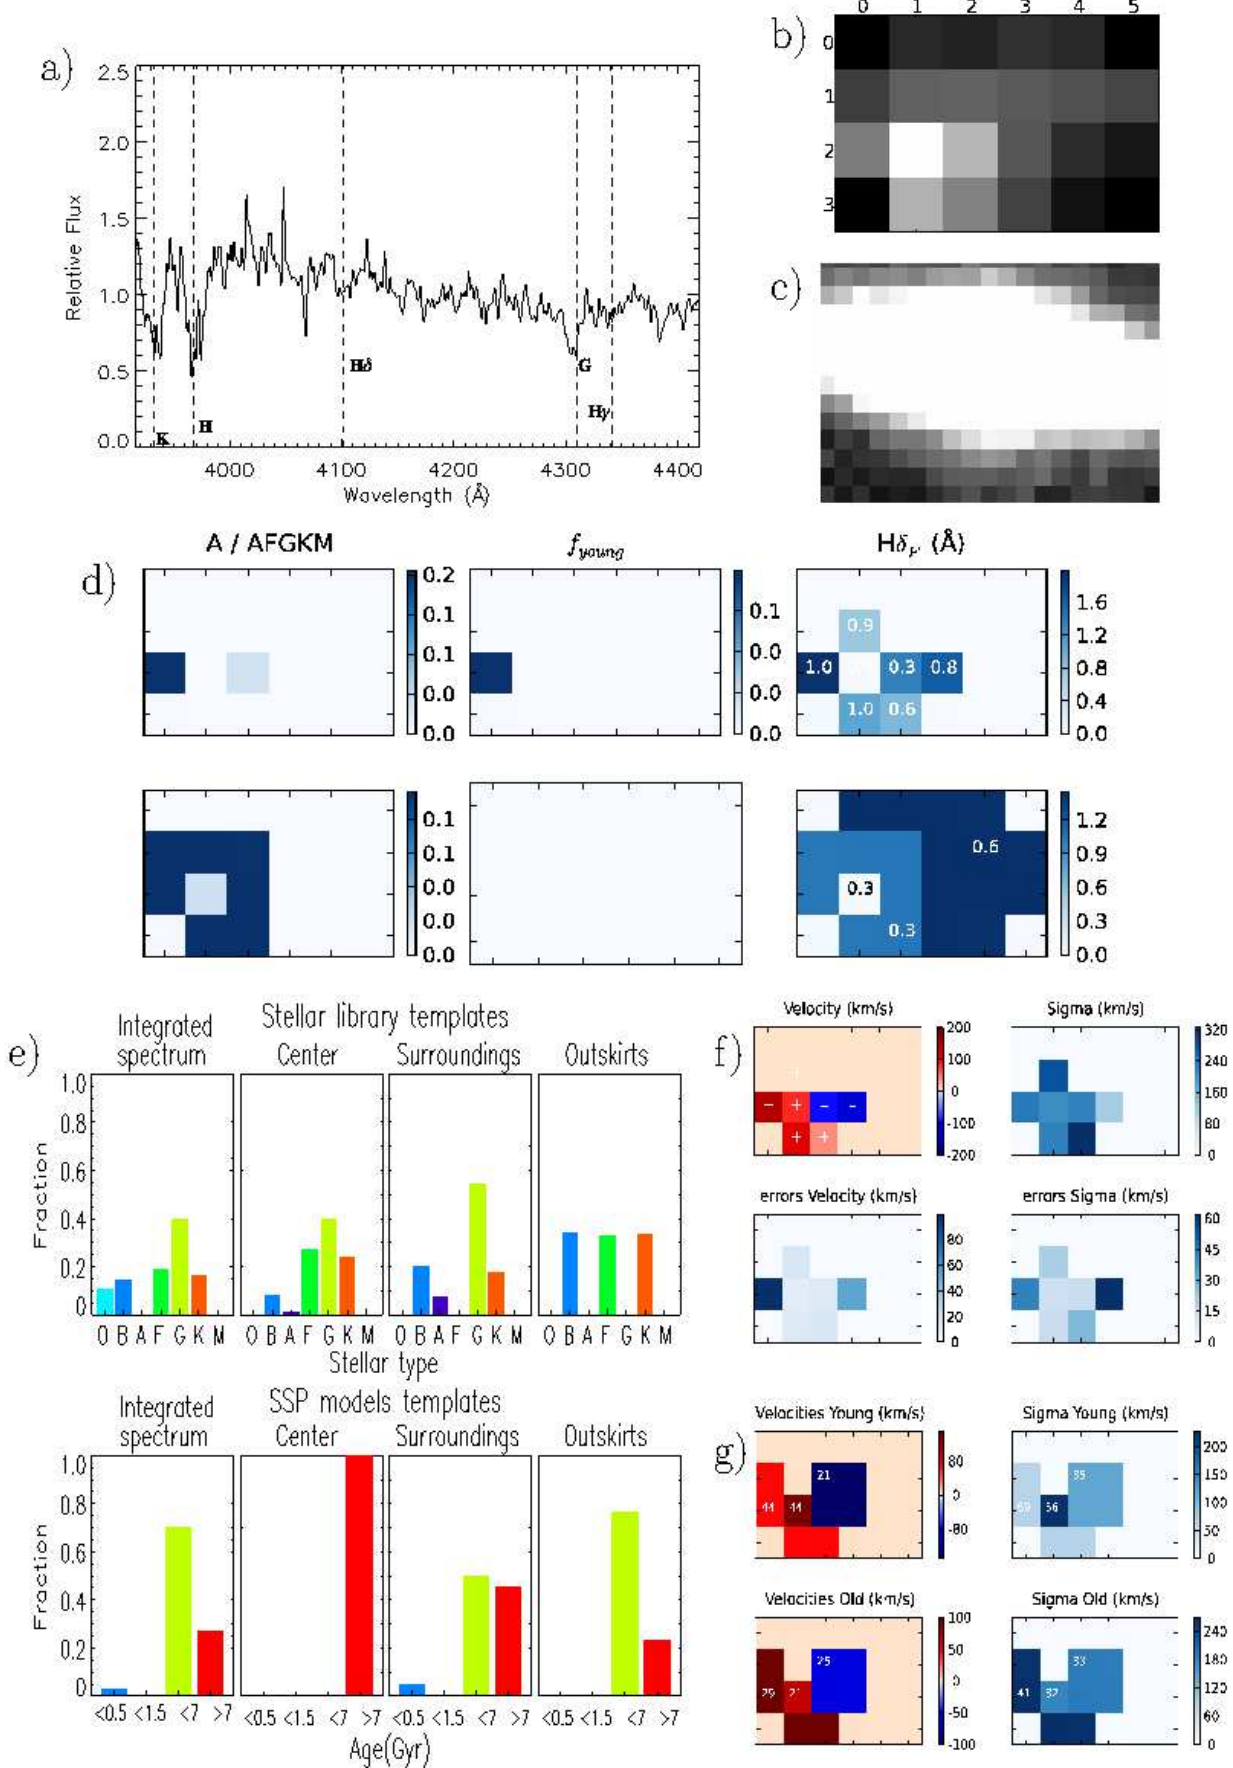 a)
2.5
2.0
1.5
1.0
0.5
0.0
Relative Flux
K
H
Hδ
G
Hγ
4000 4100 4200 4300 4400
Wavelength (Å)
b)
0 1 2 3 4 5
0
1
2
3
c)
d)
A / AFGKM
0.2
0.1
0.1
0.0
0.0
f_young
0.1
0.0
0.0
0.0
Hδ_F (Å)
0.9
1.0 0.3 0.8
1.0 0.6
1.6
1.2
0.8
0.4
0.0
0.1
0.1
0.0
0.0
0.0
0.6
0.3
0.3
1.2
0.9
0.6
0.3
0.0
e)
Stellar library templates
Integrated spectrum
Center
Surroundings
Outskirts
1.0
0.8
0.6
0.4
0.2
0
Fraction
O B A F G K M
O B A F G K M
O B A F G K M
O B A F G K M
Stellar type
SSP models templates
Integrated spectrum
Center
Surroundings
Outskirts
1.0
0.8
0.6
0.4
0.2
0
Fraction
<0.5 <1.5 <7 >7
<0.5 <1.5 <7 >7
<0.5 <1.5 <7 >7
<0.5 <1.5 <7 >7
Age(Gyr)
f)
Velocity (km/s)
+
− + − −
+ +
200
100
0
-100
-200
Sigma (km/s)
320
240
160
80
0
errors Velocity (km/s)
80
60
40
20
0
errors Sigma (km/s)
60
45
30
15
0
g)
Velocities Young (km/s)
21
44 44
80
0
-80
Sigma Young (km/s)
56
200
150
100
50
0
Velocities Old (km/s)
25
29 21
100
50
0
-50
-100
Sigma Old (km/s)
33
41
240
180
120
60
0